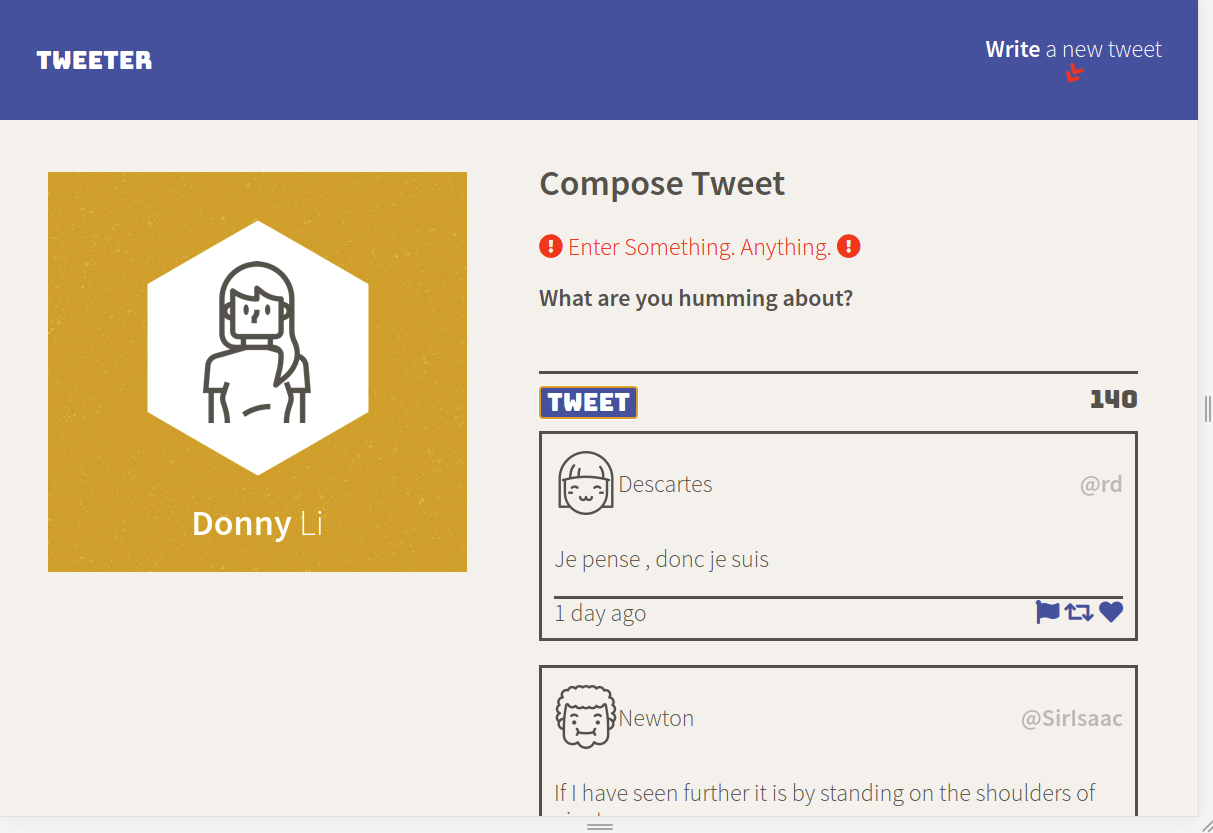 TWEETER
Write a new tweet
Donny Li
Compose Tweet
Enter Something. Anything.
What are you humming about?
TWEET
140
Descartes
@rd
Je pense , donc je suis
1 day ago
Newton
@SirIsaac
If I have seen further it is by standing on the shoulders of